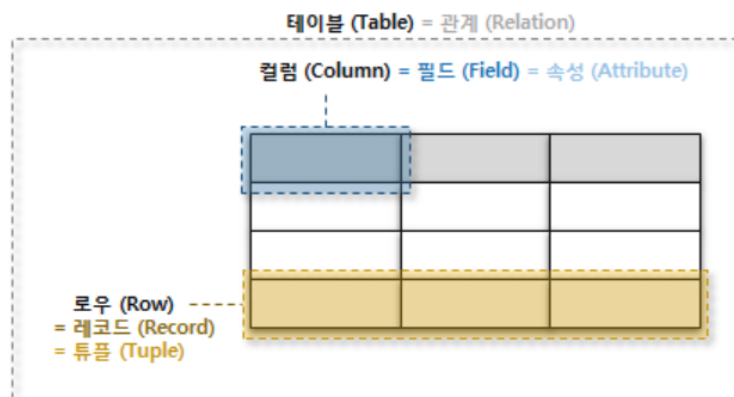 테이블 (Table) = 관계 (Relation)
컬럼 (Column) = 필드 (Field) = 속성 (Attribute)
로우 (Row)
= 레코드 (Record)
= 튜플 (Tuple)